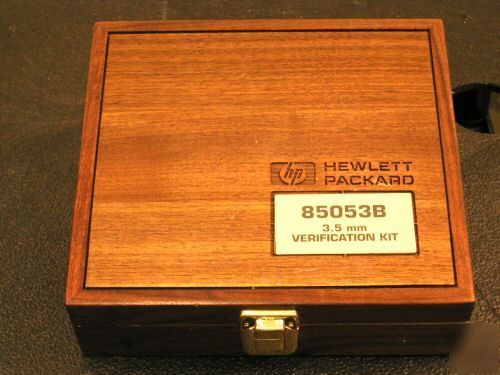 hp
HEWLETT
PACKARD
85053B
3.5 mm
VERIFICATION KIT